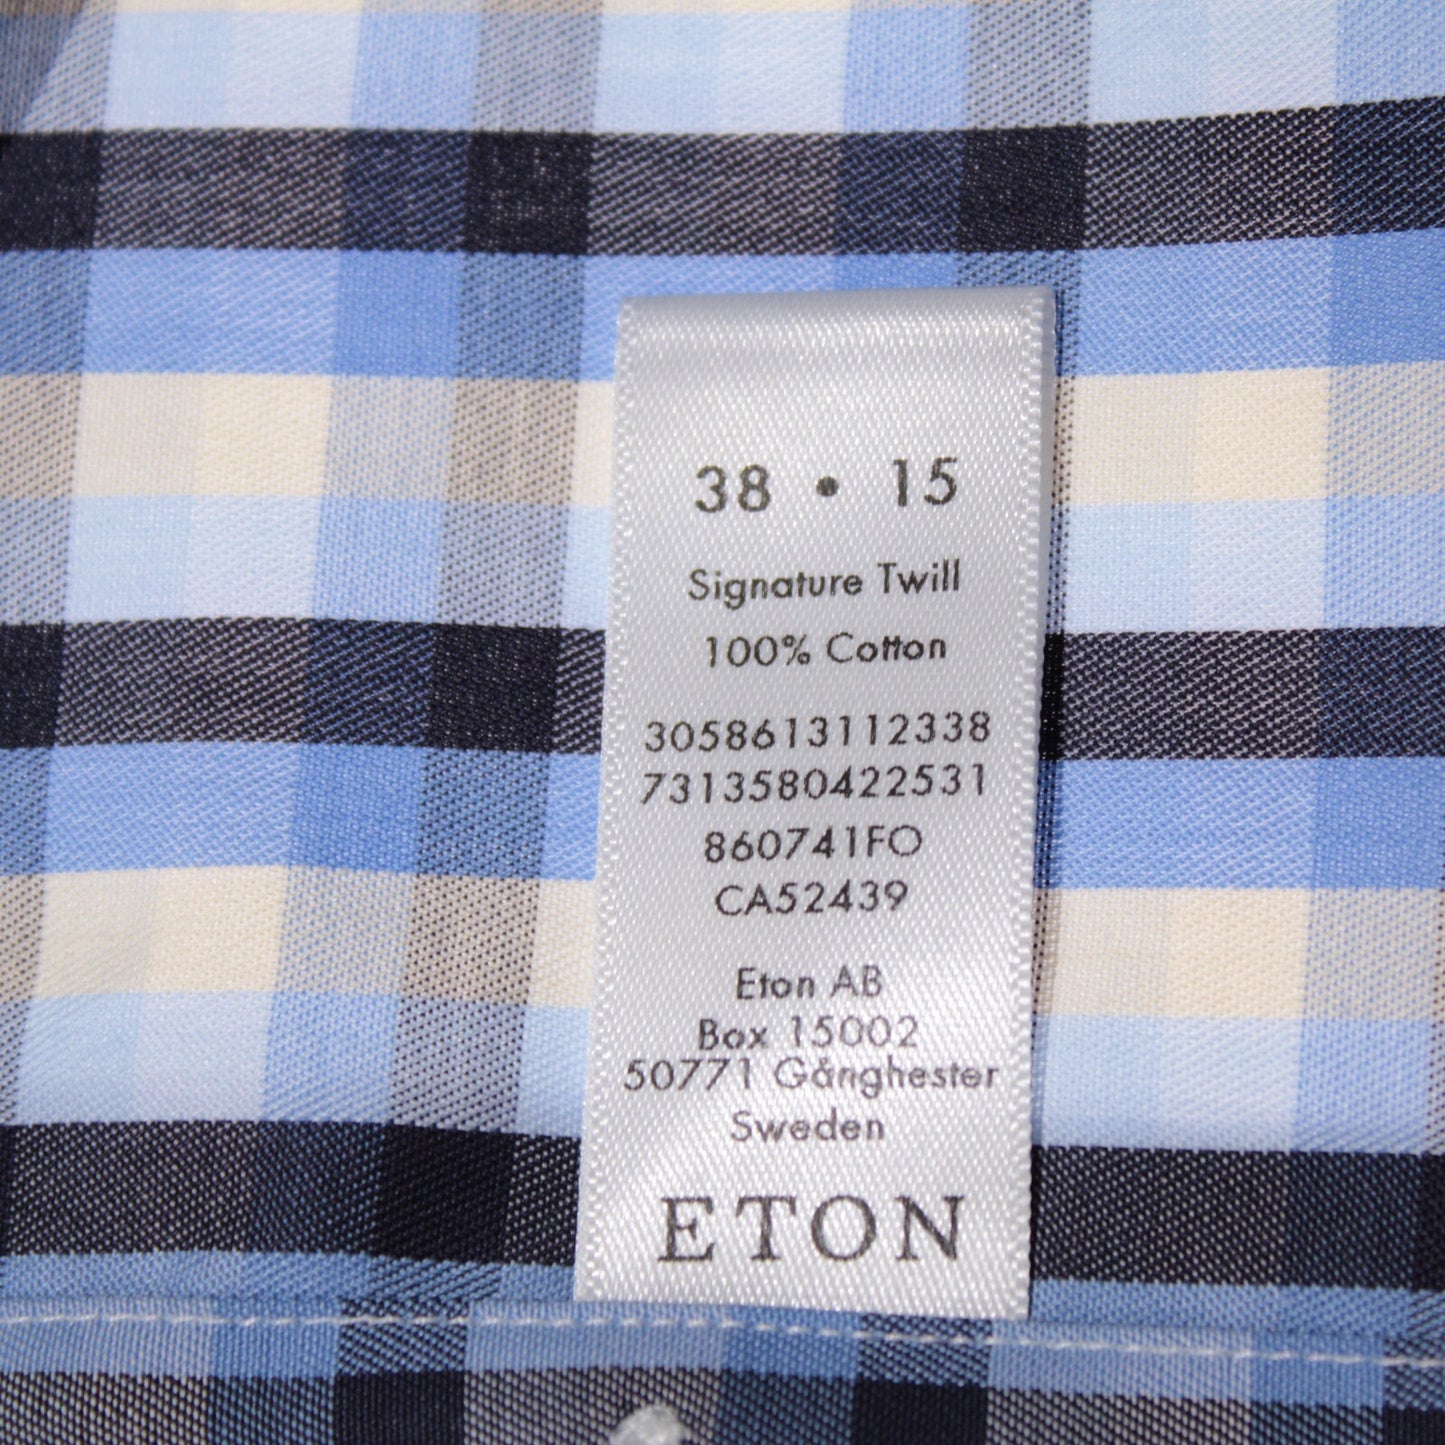 38 • 15
Signature Twill
100% Cotton
3058613112338
7313580422531
860741FO
CA52439
Eton AB
Box 15002
50771 Gånghester
Sweden
ETON